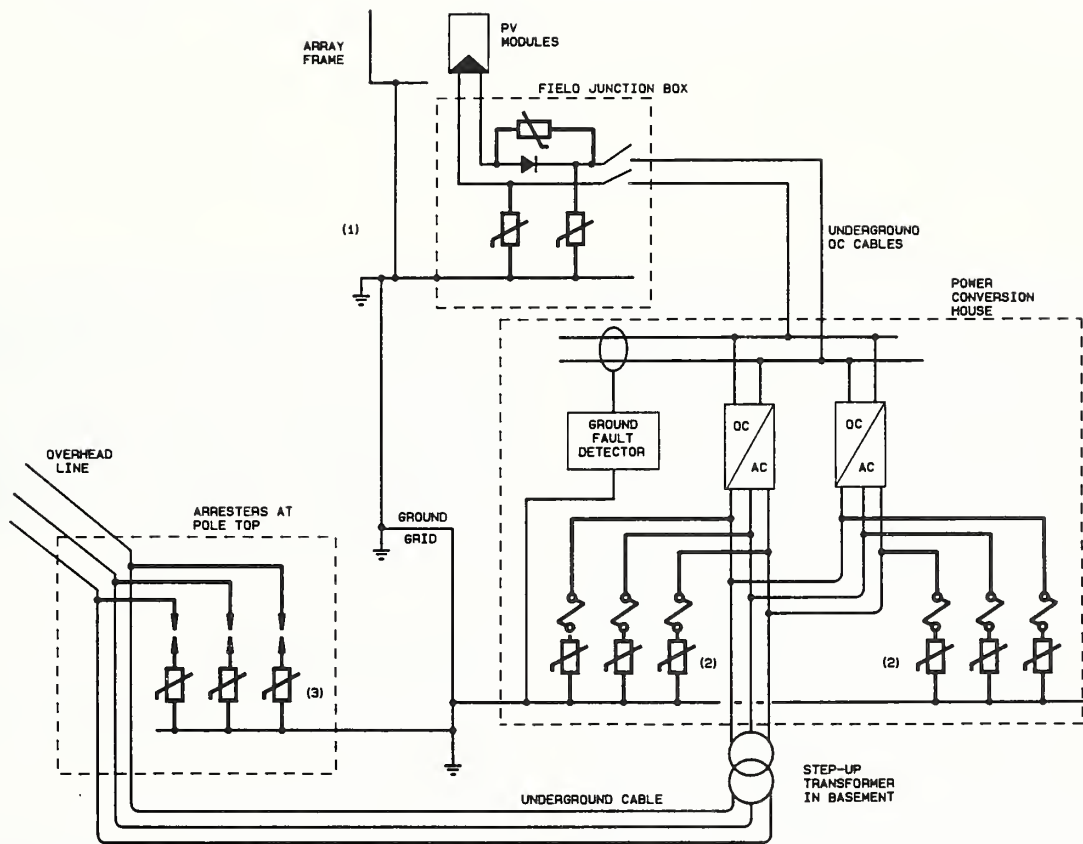 PV
MODULES
ARRAY
FRAME
FIELO JUNCTION BOX
(1)
UNDERGROUND
OC CABLES
POWER
CONVERSION
HOUSE
GROUND
FAULT
DETECTOR
OC
AC
OC
AC
OVERHEAD
LINE
ARRESTERS AT
POLE TOP
GROUND
GRID
(2)
(2)
(3)
STEP-UP
TRANSFORMER
IN BASEMENT
UNDERGROUND CABLE